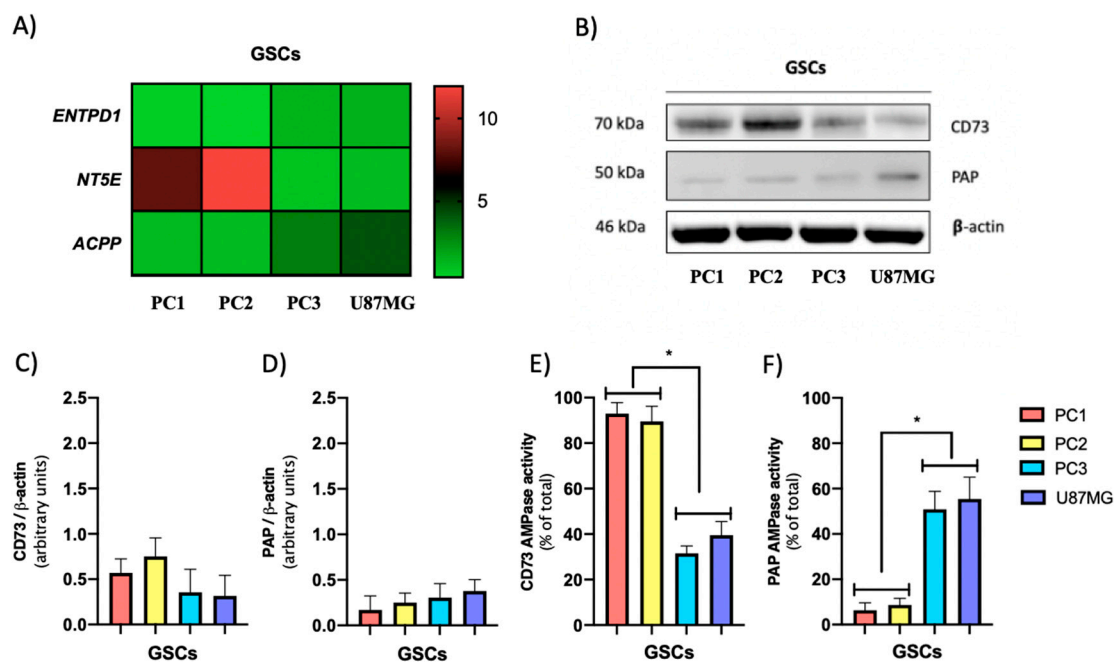 A)
GSCs
ENTPD1
NT5E
ACPP
10
5
PC1 PC2 PC3 U87MG
B)
GSCs
70 kDa
CD73
50 kDa
PAP
46 kDa
β-actin
PC1 PC2 PC3 U87MG
C)
CD73 / β-actin
(arbitrary units)
2.5
2.0
1.5
1.0
0.5
0.0
GSCs
D)
PAP / β-actin
(arbitrary units)
2.5
2.0
1.5
1.0
0.5
0.0
GSCs
E)
CD73 AMPase activity
(% of total)
100
80
60
40
20
0
*
GSCs
F)
PAP AMPase activity
(% of total)
100
80
60
40
20
0
*
GSCs
PC1
PC2
PC3
U87MG